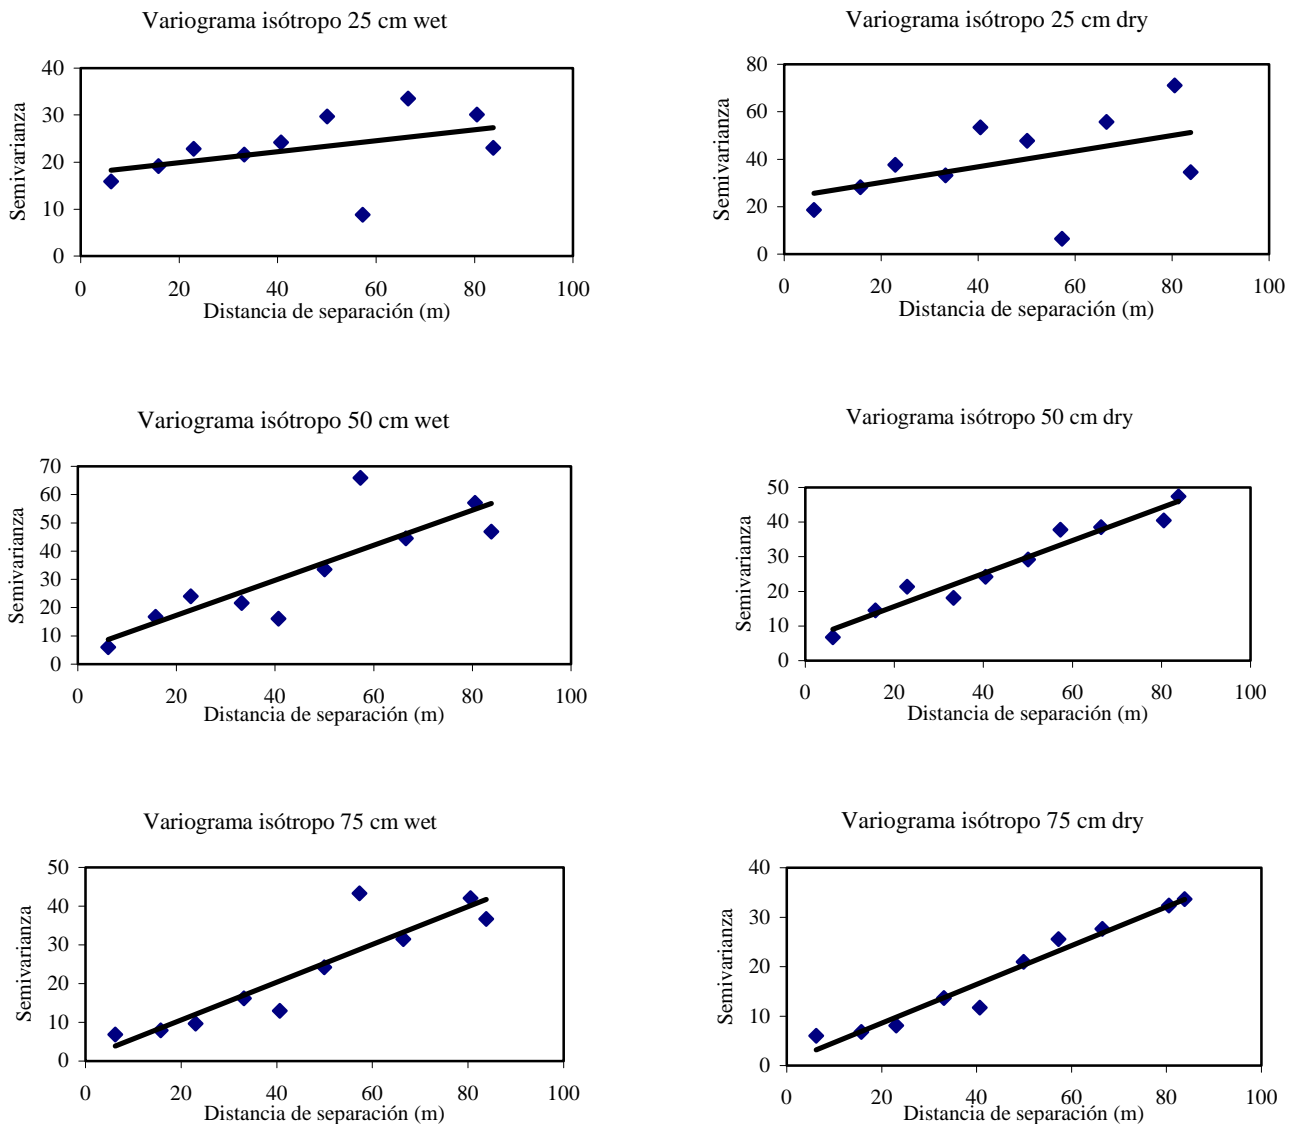 Variograma isótropo 25 cm wet
40
30
20
10
0
Semivarianza
0 20 40 60 80 100
Distancia de separación (m)
Variograma isótropo 25 cm dry
80
60
40
20
0
Semivarianza
0 20 40 60 80 100
Distancia de separación (m)
Variograma isótropo 50 cm wet
70
60
50
40
30
20
10
0
Semivarianza
0 20 40 60 80 100
Distancia de separación (m)
Variograma isótropo 50 cm dry
50
40
30
20
10
0
Semivarianza
0 20 40 60 80 100
Distancia de separación (m)
Variograma isótropo 75 cm wet
50
40
30
20
10
0
Semivarianza
0 20 40 60 80 100
Distancia de separación (m)
Variograma isótropo 75 cm dry
40
30
20
10
0
Semivarianza
0 20 40 60 80 100
Distancia de separación (m)